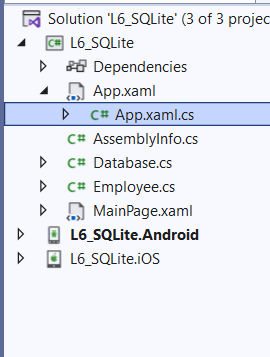 Solution 'L6_SQLite' (3 of 3 projec
C# L6_SQLite
Dependencies
App.xaml
C# App.xaml.cs
C# AssemblyInfo.cs
C# Database.cs
C# Employee.cs
MainPage.xaml
L6_SQLite.Android
L6_SQLite.iOS